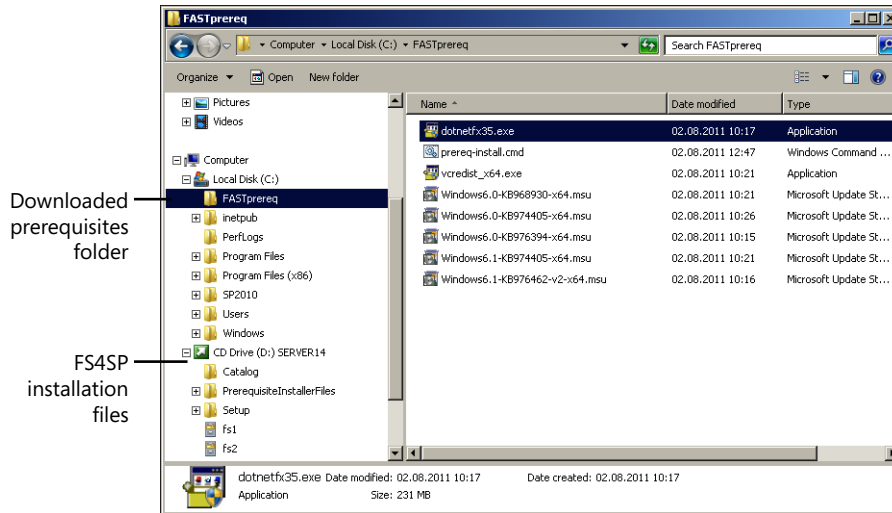 FASTprereq
Computer Local Disk (C:) FASTprereq
Search FASTprereq
Organize Open New folder
Pictures
Videos
Computer
Local Disk (C:)
FASTprereq
inetpub
PerfLogs
Program Files
Program Files (x86)
SP2010
Users
Windows
CD Drive (D:) SERVER14
Catalog
PrerequisiteInstallerFiles
Setup
fs1
fs2
Name Date modified Type
dotnetfx35.exe 02.08.2011 10:17 Application
prereq-install.cmd 02.08.2011 12:47 Windows Command ...
vcredist_x64.exe 02.08.2011 10:21 Application
Windows6.0-KB968930-x64.msu 02.08.2011 10:21 Microsoft Update St...
Windows6.0-KB974405-x64.msu 02.08.2011 10:26 Microsoft Update St...
Windows6.0-KB976394-x64.msu 02.08.2011 10:15 Microsoft Update St...
Windows6.1-KB974405-x64.msu 02.08.2011 10:21 Microsoft Update St...
Windows6.1-KB976462-v2-x64.msu 02.08.2011 10:16 Microsoft Update St...
dotnetfx35.exe Date modified: 02.08.2011 10:17 Date created: 02.08.2011 10:17
Application Size: 231 MB
Downloaded
prerequisites
folder
FS4SP
installation
files